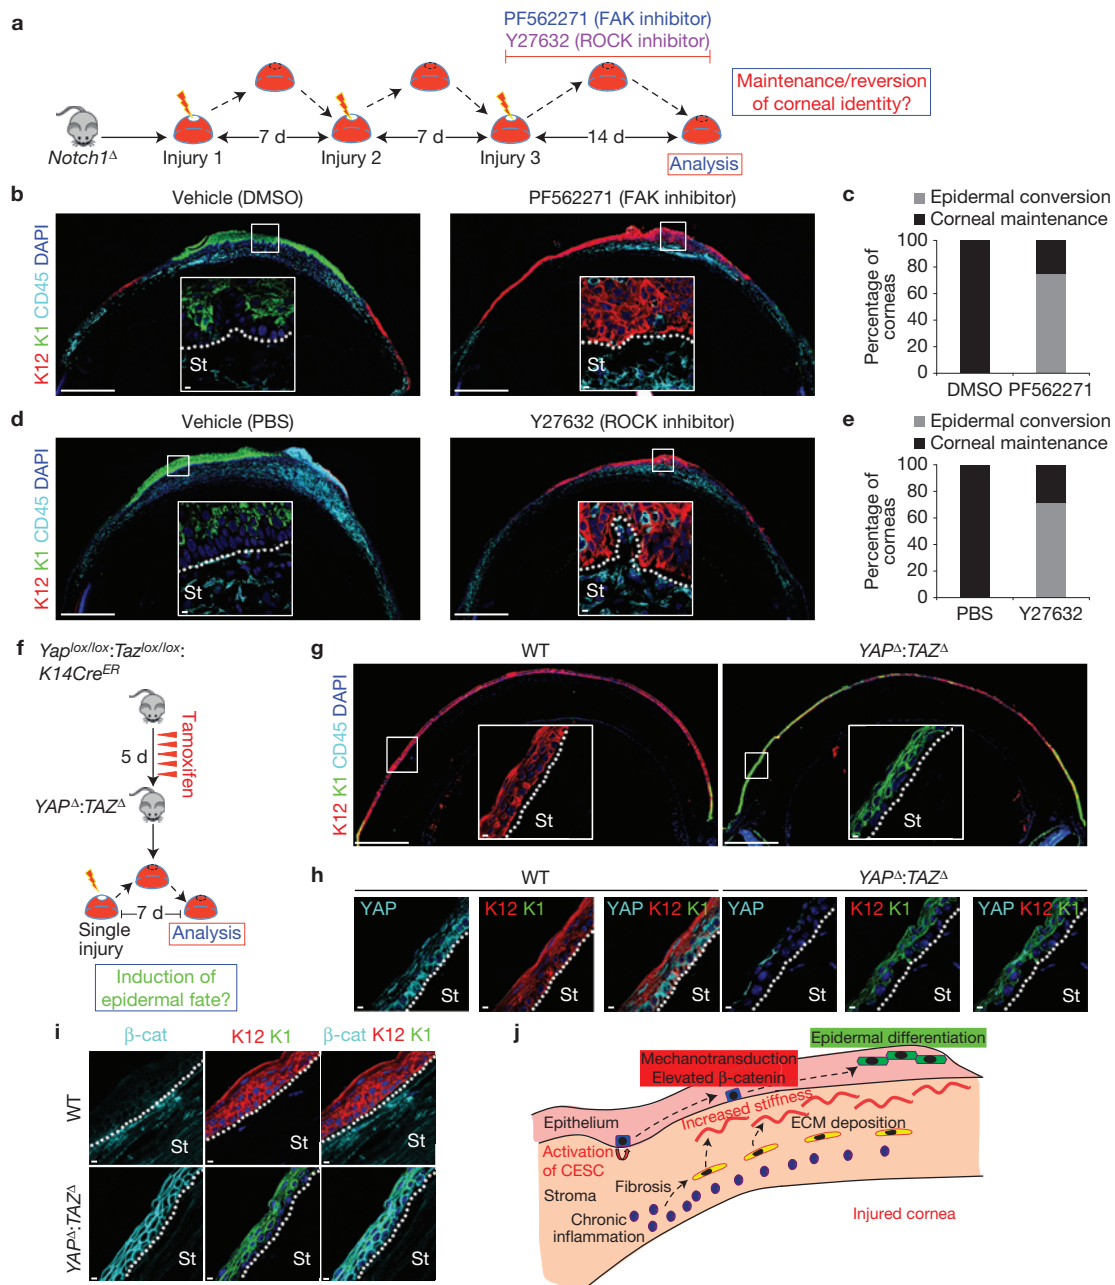 a
PF562271 (FAK inhibitor)
Y27632 (ROCK inhibitor)
Maintenance/reversion
of corneal identity?
7 d
7 d
14 d
Notch1Δ
Injury 1
Injury 2
Injury 3
Analysis
b
Vehicle (DMSO)
PF562271 (FAK inhibitor)
K12 K1 CD45 DAPI
St
St
c
Epidermal conversion
Corneal maintenance
Percentage of
corneas
100
80
60
40
20
0
DMSO PF562271
d
Vehicle (PBS)
Y27632 (ROCK inhibitor)
K12 K1 CD45 DAPI
St
St
e
Epidermal conversion
Corneal maintenance
Percentage of
corneas
100
80
60
40
20
0
PBS Y27632
f
Yaplox/lox:Tazlox/lox:
K14CreER
Tamoxifen
5 d
YAPΔ:TAZΔ
7 d
Single
injury
Analysis
Induction of
epidermal fate?
g
WT
YAPΔ:TAZΔ
K12 K1 CD45 DAPI
St
St
h
WT
YAPΔ:TAZΔ
YAP
K12 K1
YAP K12 K1
YAP
K12 K1
YAP K12 K1
St
St
St
St
St
St
i
β-cat
K12 K1
β-cat K12 K1
WT
St
St
St
YAPΔ:TAZΔ
St
St
St
j
Epidermal differentiation
Mechanotransduction
Elevated β-catenin
Epithelium
Increased stiffness
ECM deposition
Activation
of CESC
Fibrosis
Stroma
Chronic
inflammation
Injured cornea